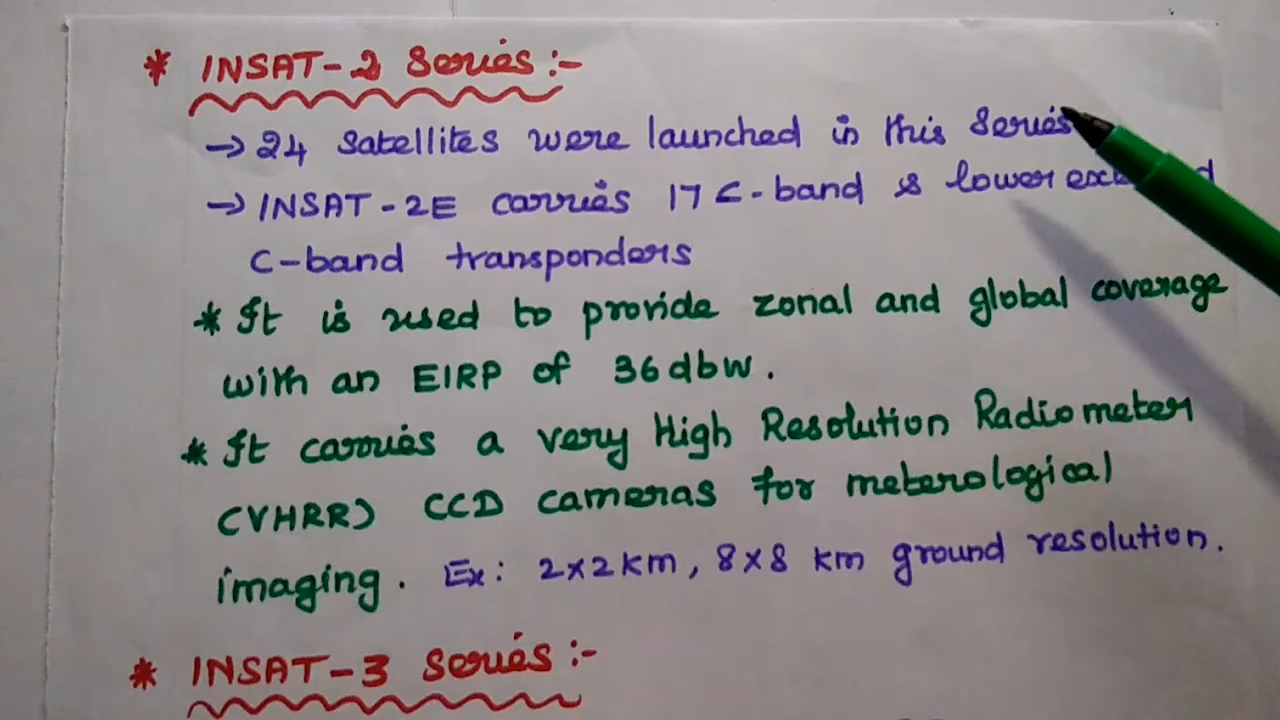 * INSAT-2 Series:-
→ 24 satellites were launched in this series
→ INSAT-2E carries 17 C-band & lower
C-band transponders
* It is used to provide zonal and global coverage
with an EIRP of 36dbw.
* It carries a very High Resolution Radiometer
(VHRR) CCD cameras for meterological
imaging. Ex: 2x2km, 8x8 km ground resolution.
* INSAT-3 Series:-